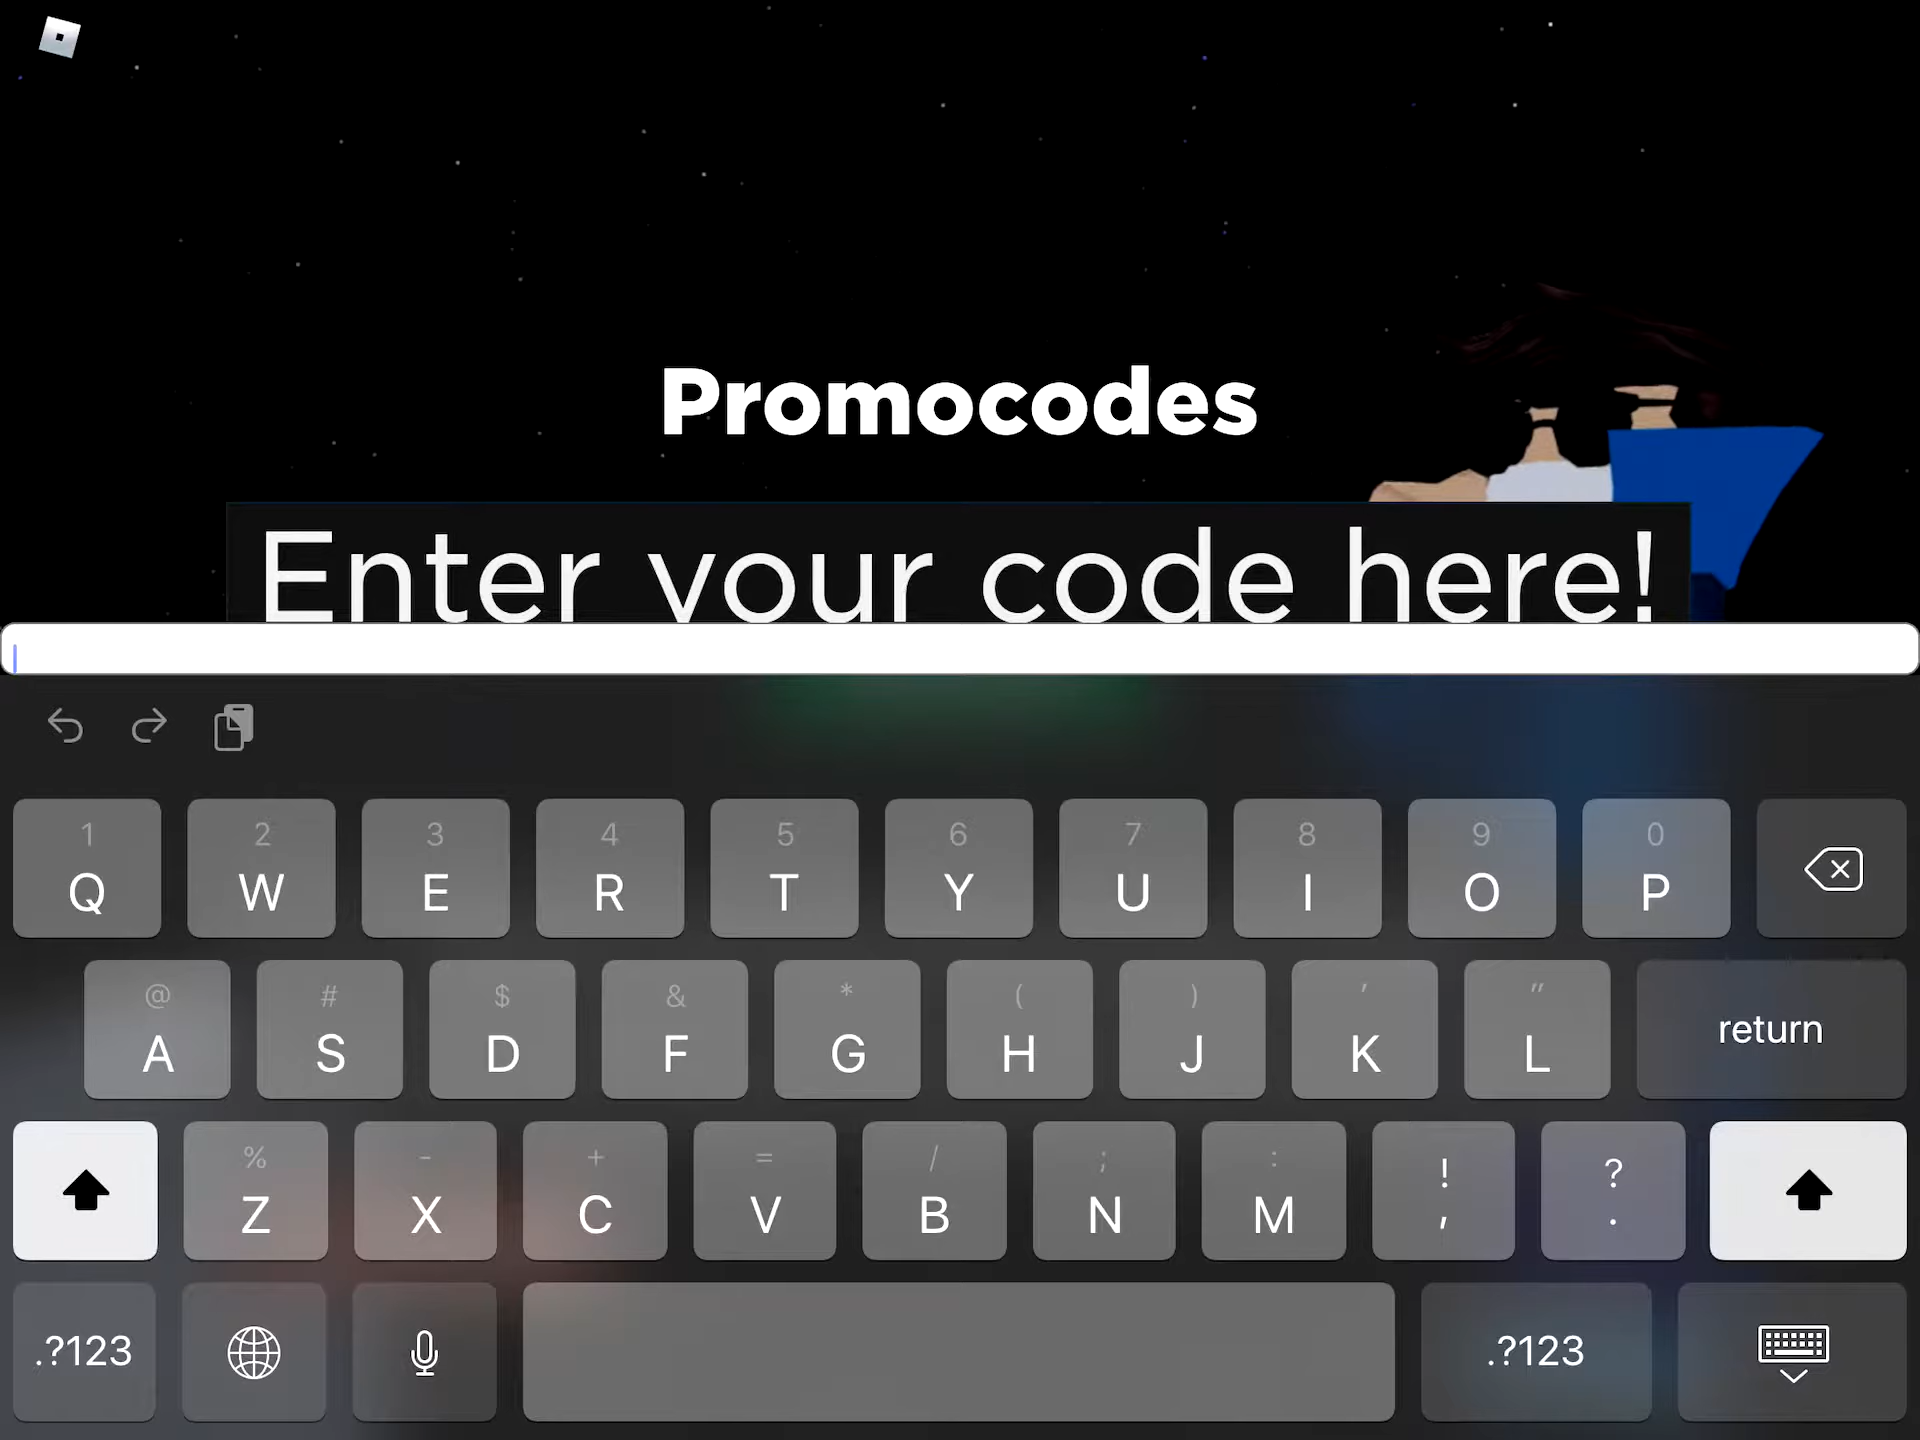 Promocodes
Enter your code here!
1 2 3 4 5 6 7 8 9 0
Q W E R T Y U I O P
@ # $ & * ( ) ' "
A S D F G H J K L return
% - + = / ; : ! ?
Z X C V B N M , .
.?123 .?123